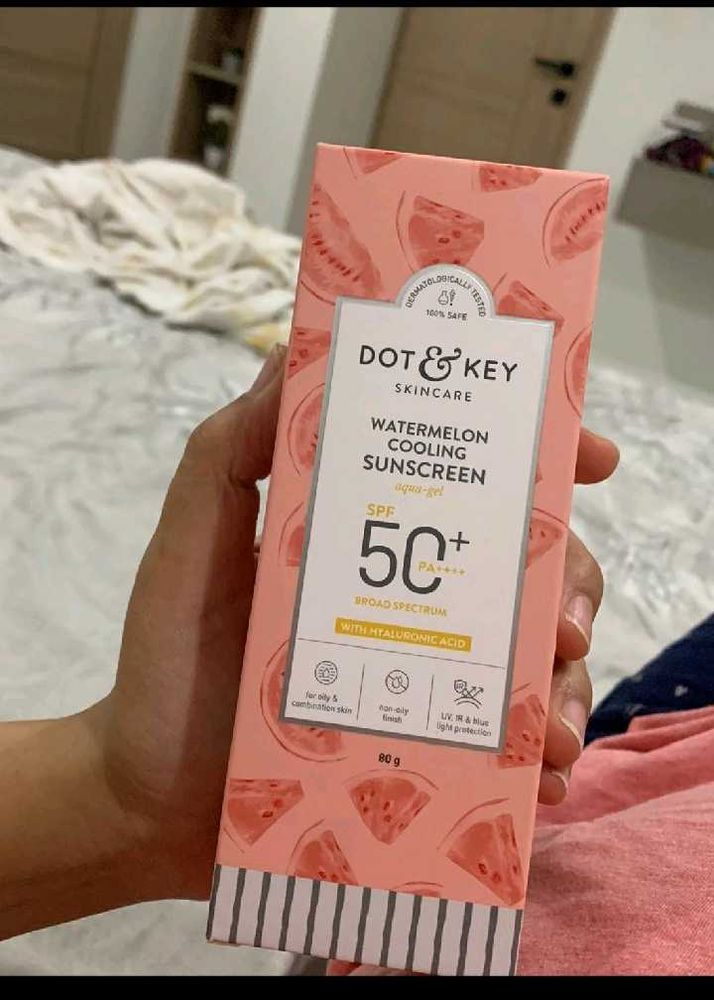 DERMATOLOGICALLY TESTED
100% SAFE
DOT & KEY
SKINCARE
WATERMELON
COOLING
SUNSCREEN
aqua-gel
SPF
50+
PA++++
BROAD SPECTRUM
WITH HYALURONIC ACID
for oily &
combination skin
non-oily
finish
UV, IR & blue
light protection
80 g